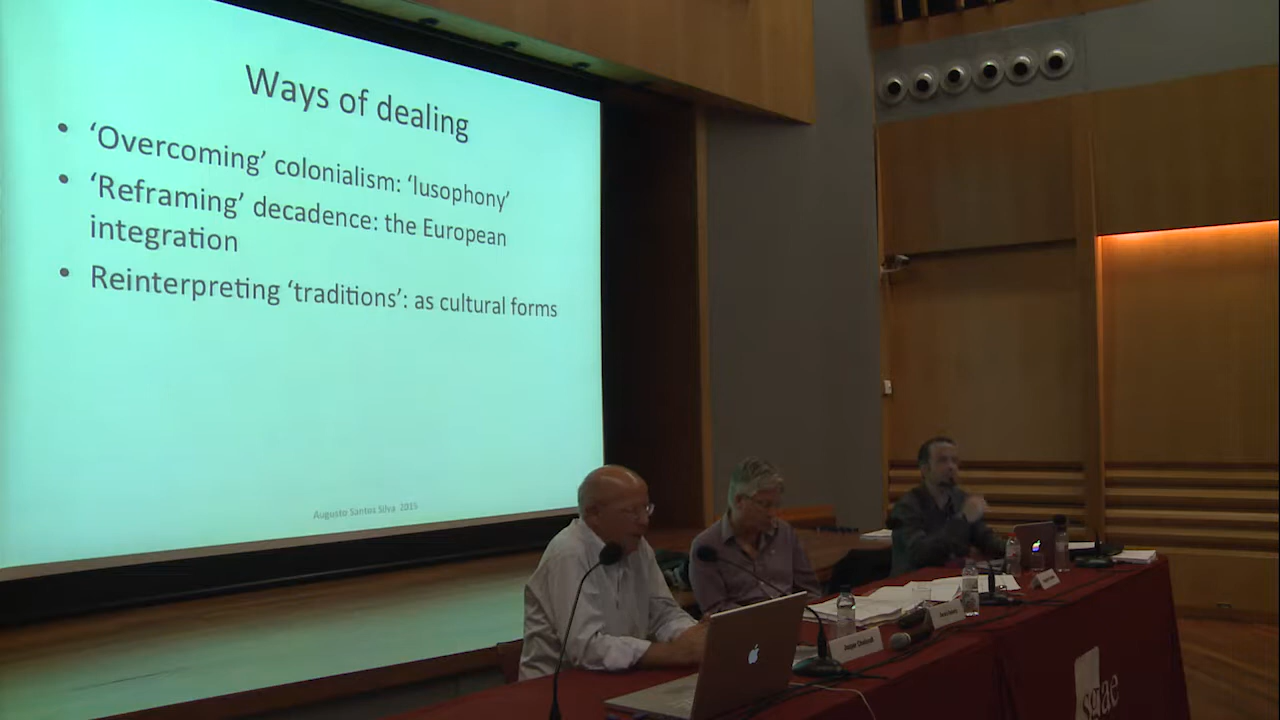 Ways of dealing
• ‘Overcoming’ colonialism: ‘lusophony’
• ‘Reframing’ decadence: the European
integration
• Reinterpreting ‘traditions’: as cultural forms
Augusto Santos Silva 2015